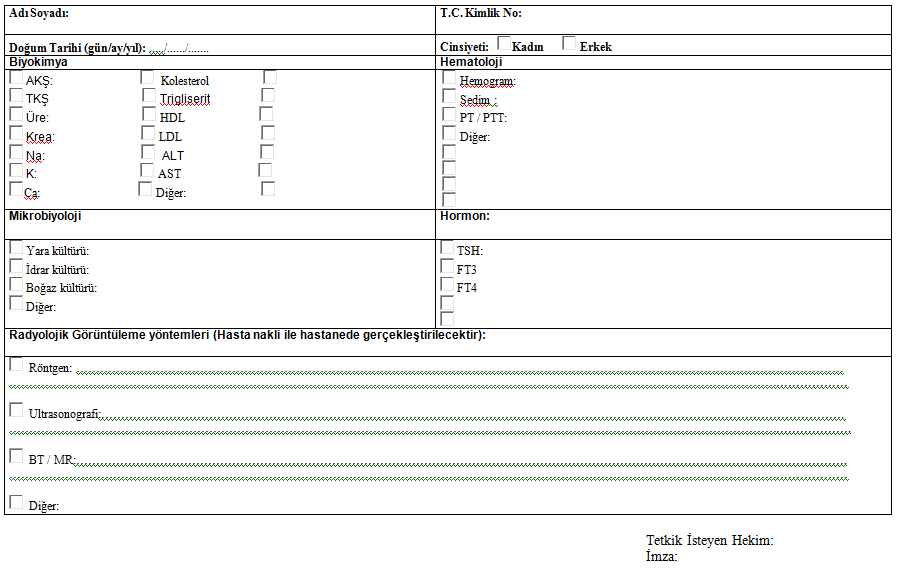 Adı Soyadı:
T.C. Kimlik No:
Doğum Tarihi (gün/ay/yıl): ..../....../.......
Cinsiyeti: Kadın Erkek
Biyokimya
Hematoloji
AKŞ: Kolesterol
TKŞ Trigliserit
Üre: HDL
Krea: LDL
Na: ALT
K: AST
Ca: Diğer:
Hemogram:
Sedim :
PT / PTT:
Diğer:
Mikrobiyoloji
Hormon:
Yara kültürü:
İdrar kültürü:
Boğaz kültürü:
Diğer:
TSH:
FT3
FT4
Radyolojik Görüntüleme yöntemleri (Hasta nakli ile hastanede gerçekleştirilecektir):
Röntgen:
Ultrasonografi:
BT / MR:
Diğer:
Tetkik İsteyen Hekim:
İmza: